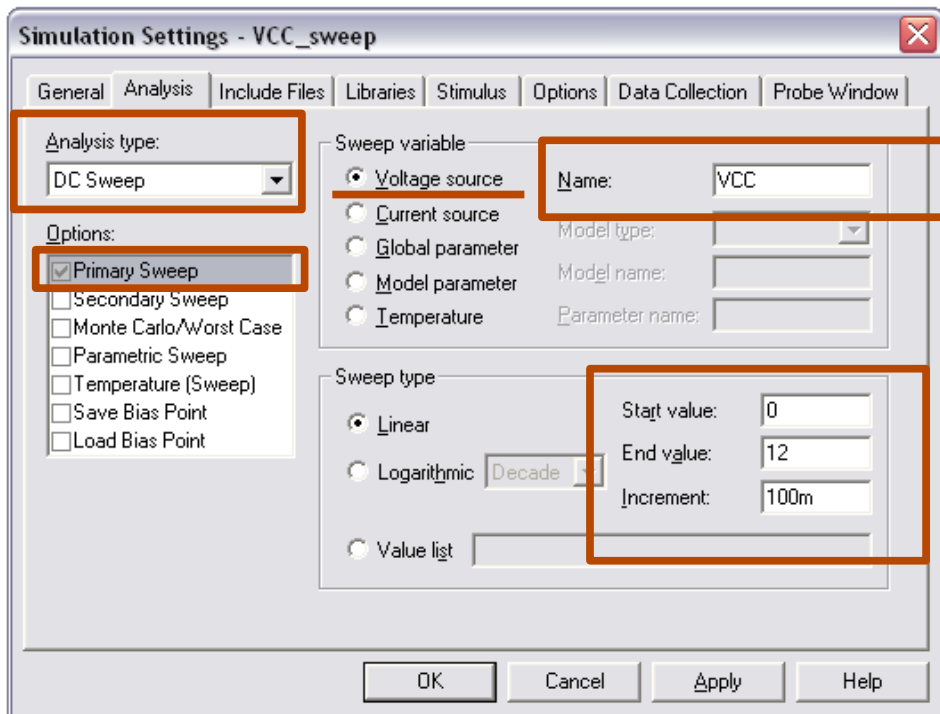 Simulation Settings - VCC_sweep
General Analysis Include Files Libraries Stimulus Options Data Collection Probe Window
Analysis type:
DC Sweep
Options:
Primary Sweep
Secondary Sweep
Monte Carlo/Worst Case
Parametric Sweep
Temperature (Sweep)
Save Bias Point
Load Bias Point
Sweep variable
Voltage source
Current source
Global parameter
Model parameter
Temperature
Name: VCC
Model type:
Model name:
Parameter name:
Sweep type
Linear
Logarithmic Decade
Value list
Start value: 0
End value: 12
Increment: 100m
OK Cancel Apply Help